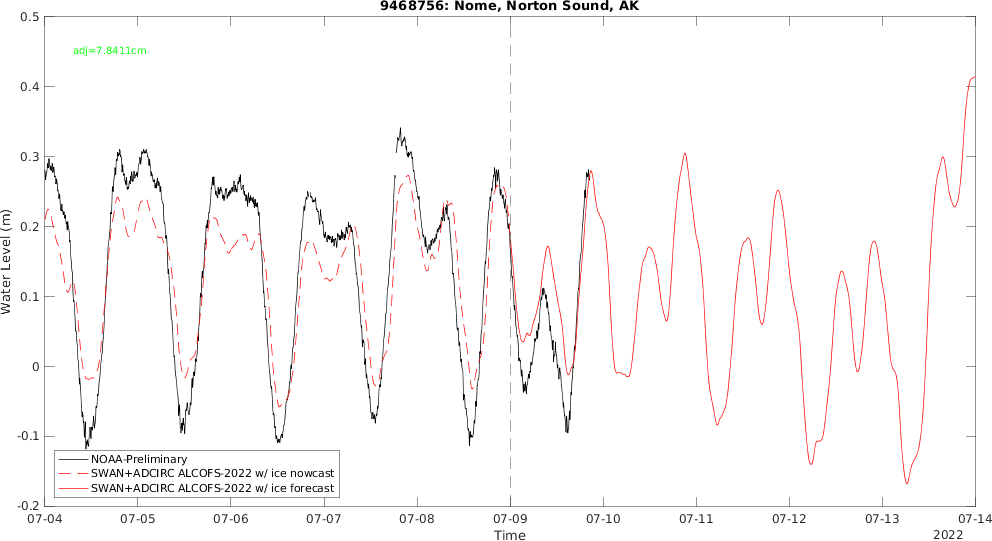 9468756: Nome, Norton Sound, AK
adj=7.8411cm
0.5
0.4
0.3
0.2
0.1
0
-0.1
-0.2
Water Level (m)
NOAA-Preliminary
SWAN+ADCIRC ALCOFS-2022 w/ ice nowcast
SWAN+ADCIRC ALCOFS-2022 w/ ice forecast
07-04 07-05 07-06 07-07 07-08 07-09 07-10 07-11 07-12 07-13 07-14
Time
2022